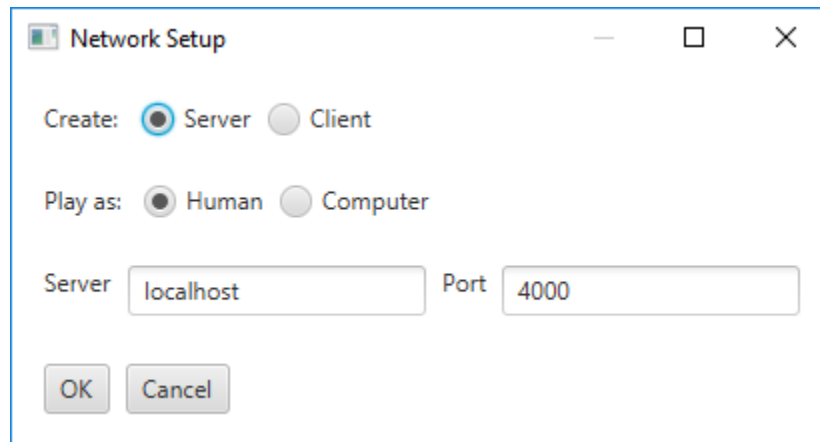 Network Setup
Create: Server Client
Play as: Human Computer
Server localhost Port 4000
OK Cancel